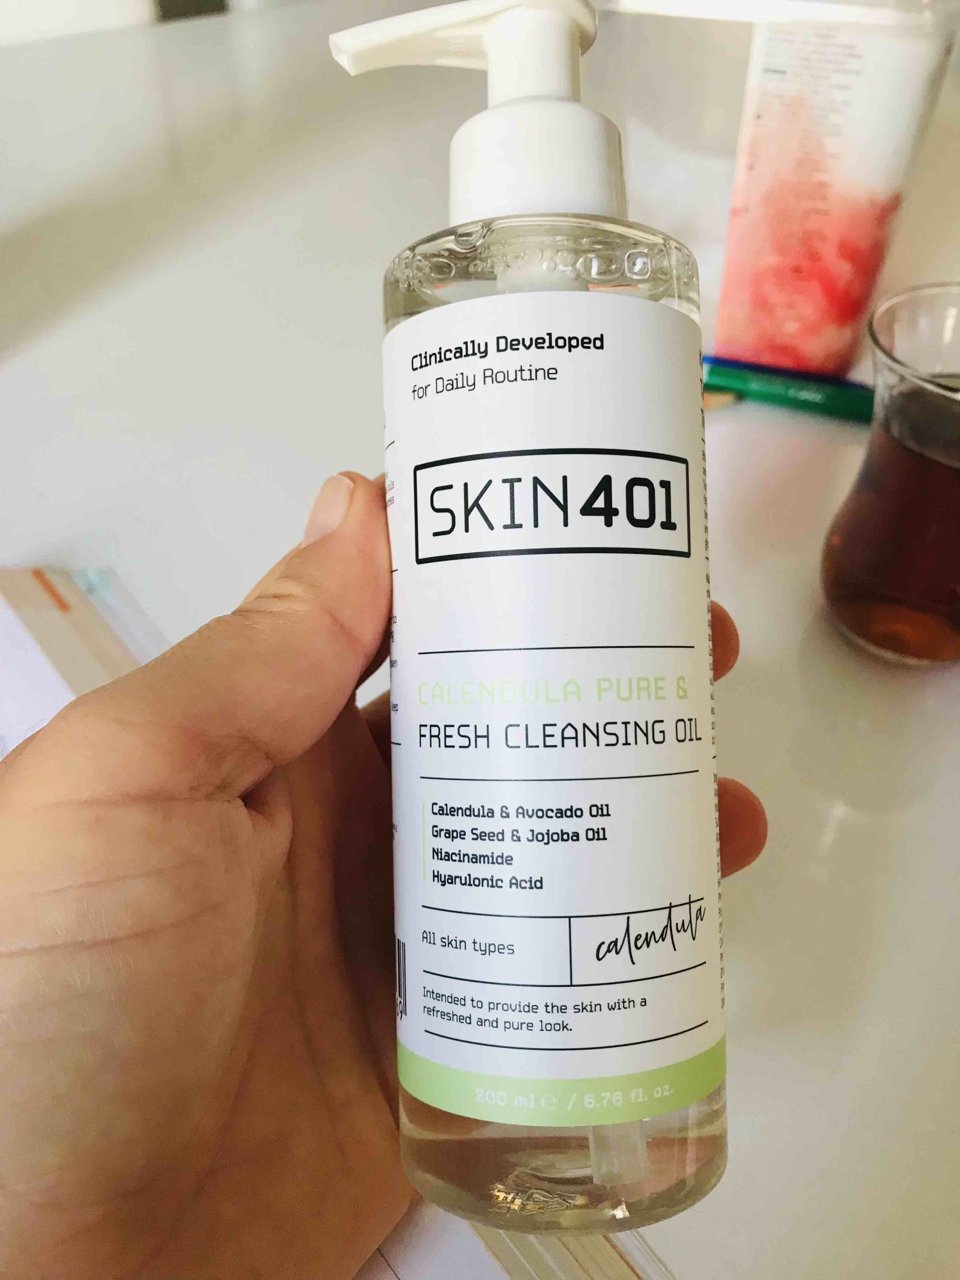 Clinically Developed
for Daily Routine
SKIN401
CALENDULA PURE &
FRESH CLEANSING OIL
Calendula & Avocado Oil
Grape Seed & Jojoba Oil
Niacinamide
Hyarulonic Acid
All skin types
calendula
Intended to provide the skin with a
refreshed and pure look.
200 ml ℮ / 6.76 fl. oz.